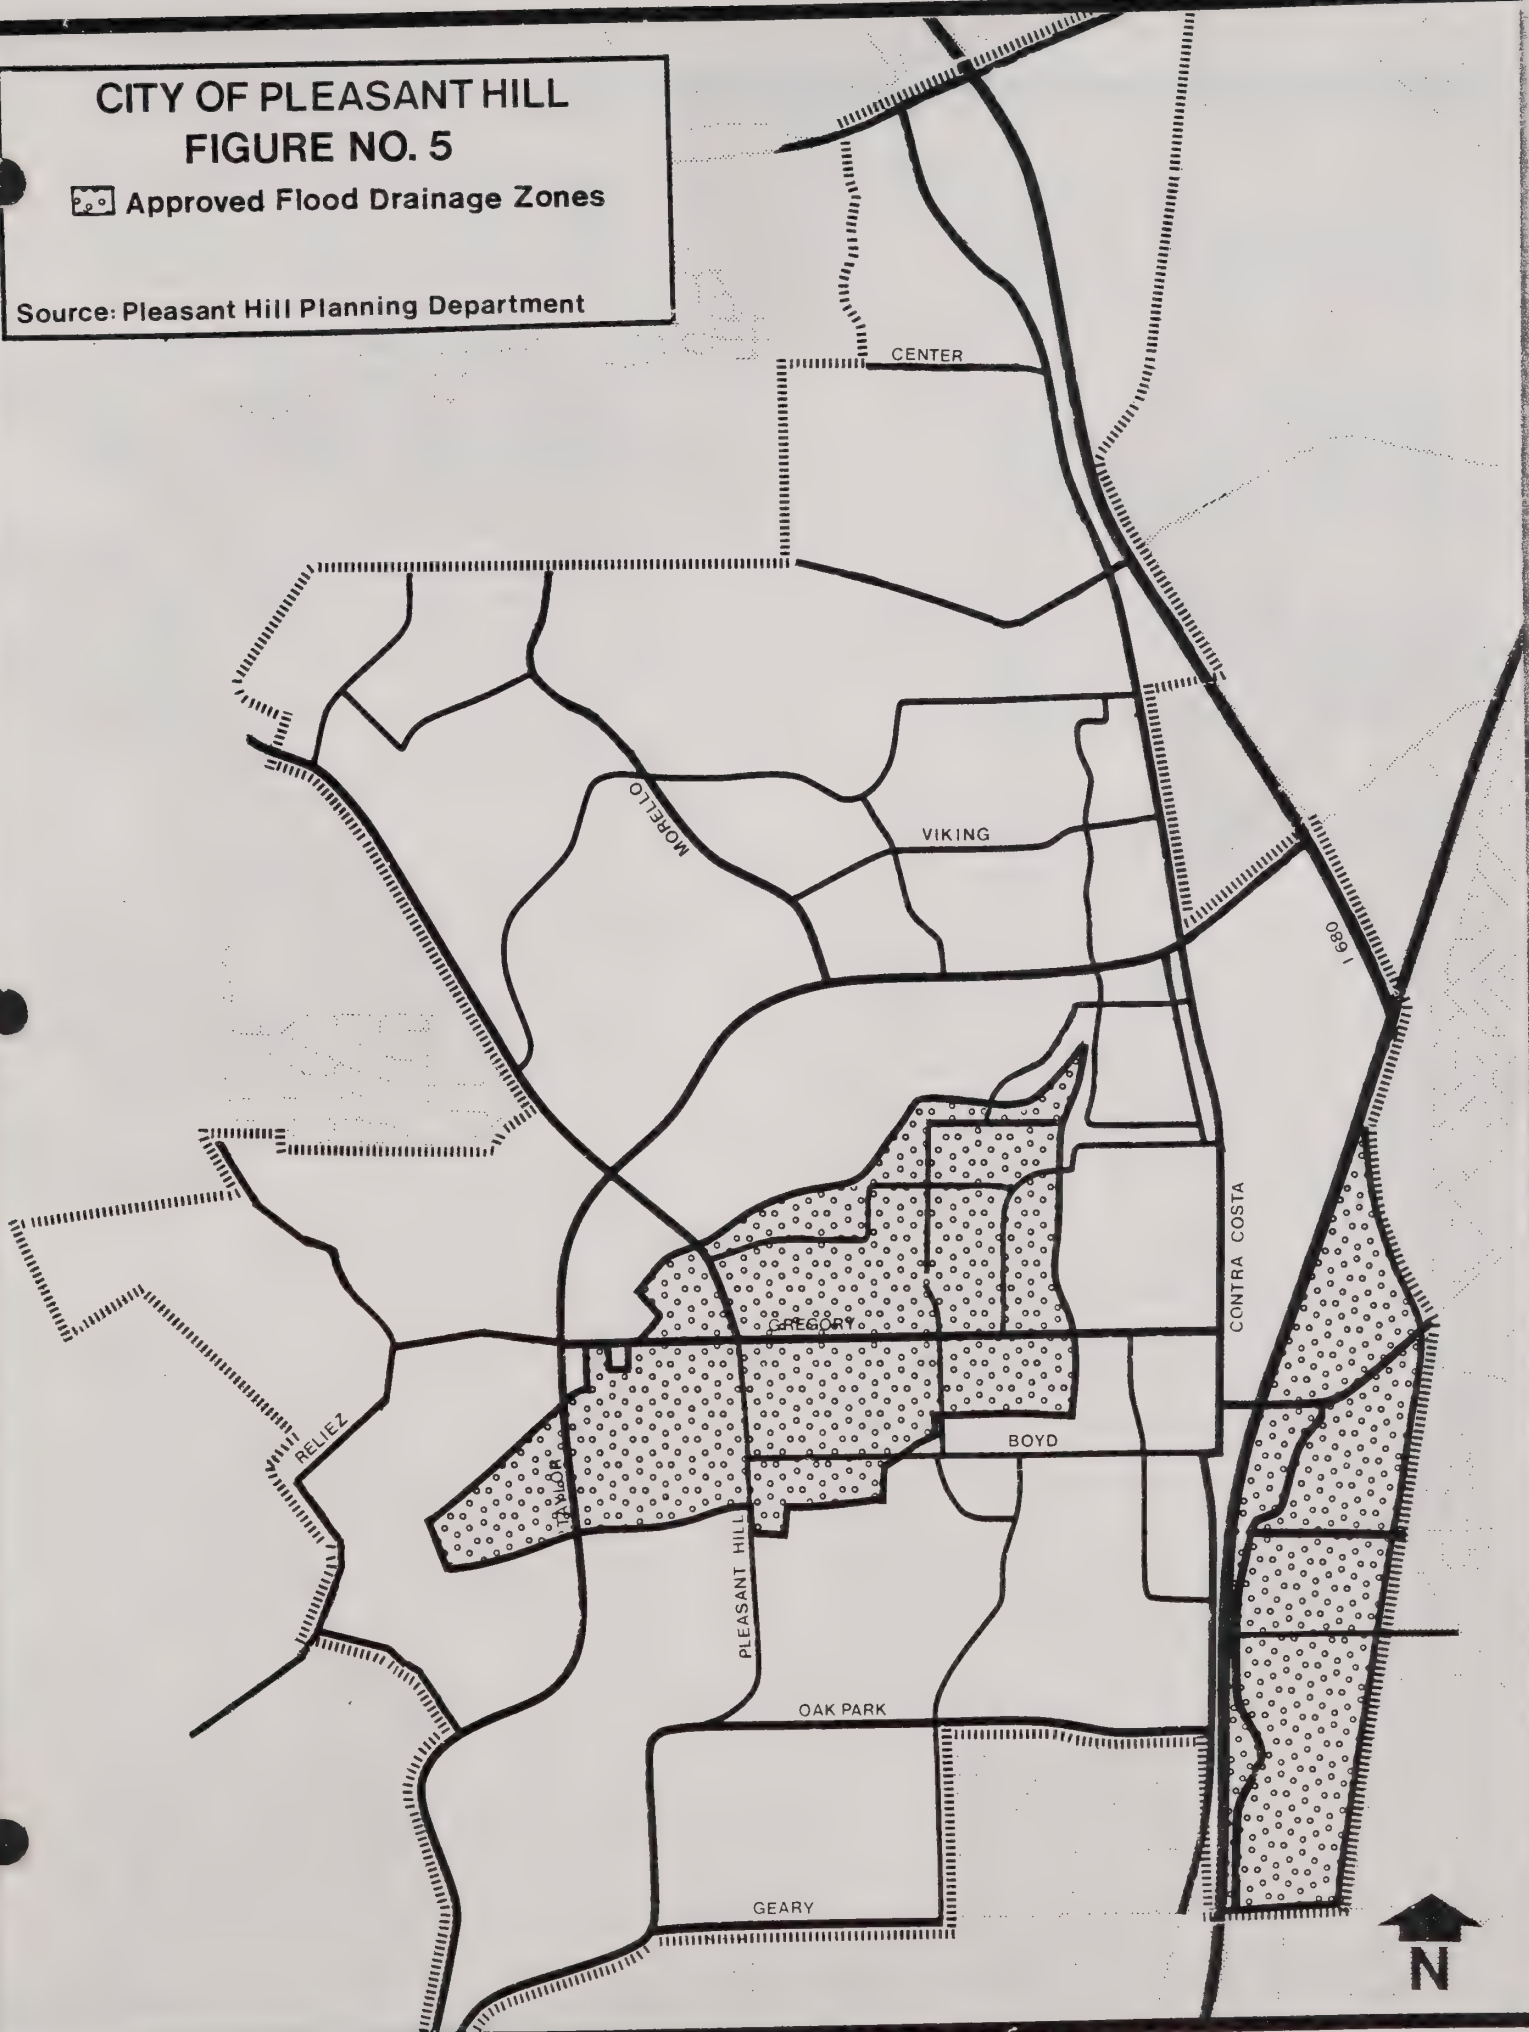 CITY OF PLEASANT HILL
FIGURE NO. 5
Approved Flood Drainage Zones
Source: Pleasant Hill Planning Department
CENTER
MORELLO
VIKING
I 680
CONTRA COSTA
GREGORY
RELIEZ
BOYD
TAYLOR
PLEASANT HILL
OAK PARK
GEARY
N